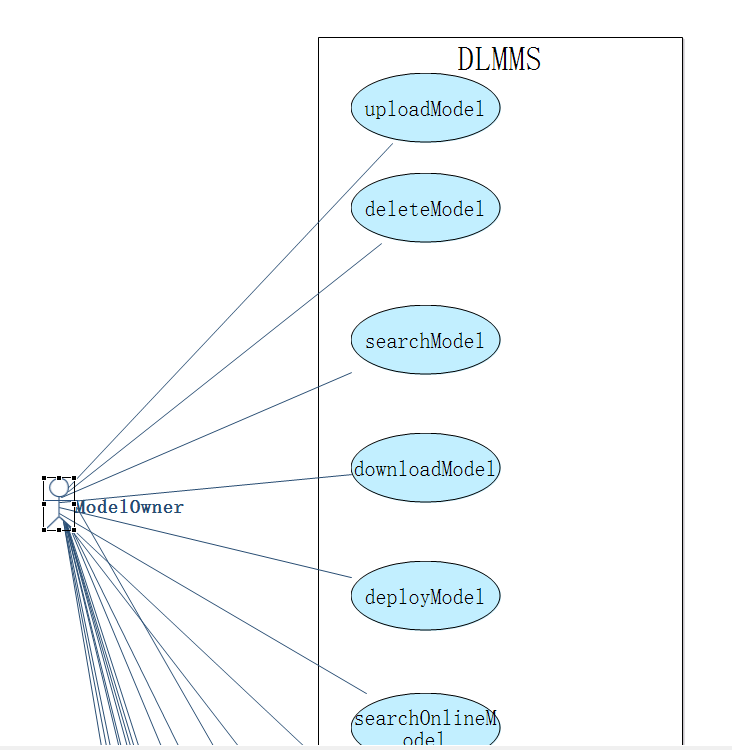 DLMMS
uploadModel
deleteModel
searchModel
downloadModel
ModelOwner
deployModel
searchOnlineM
odel